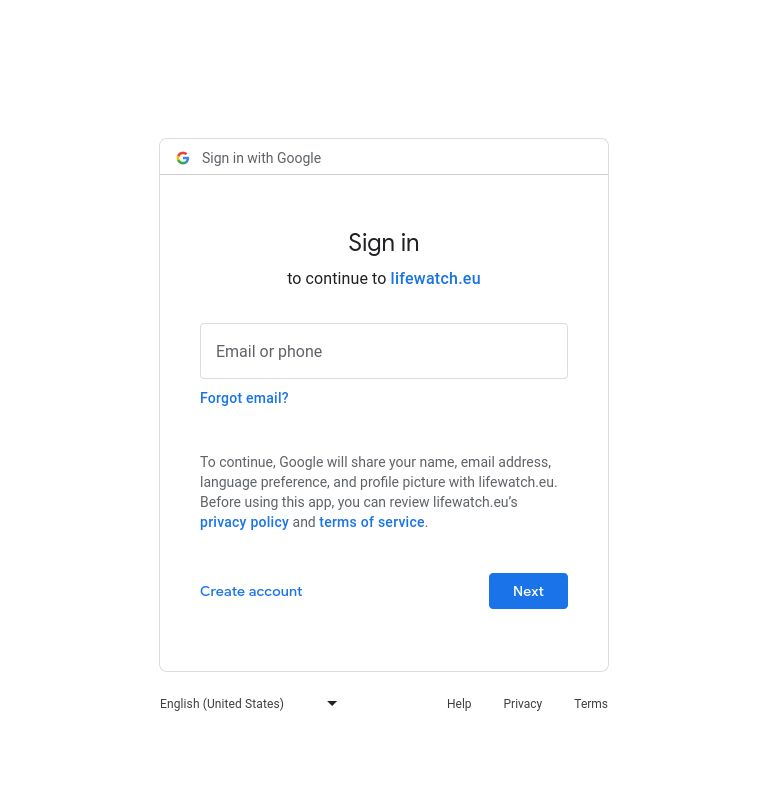 Sign in with Google
Sign in
to continue to lifewatch.eu
Email or phone
Forgot email?
To continue, Google will share your name, email address,
language preference, and profile picture with lifewatch.eu.
Before using this app, you can review lifewatch.eu’s
privacy policy and terms of service.
Create account
Next
English (United States)
Help
Privacy
Terms